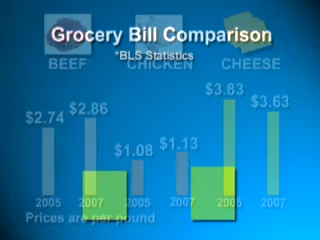 Grocery Bill Comparison
*BLS Statistics
BEEF CHICKEN CHEESE
$2.74 $2.86 $1.08 $1.13 $3.83 $3.63
2005 2007 2005 2007 2005 2007
Prices are per pound